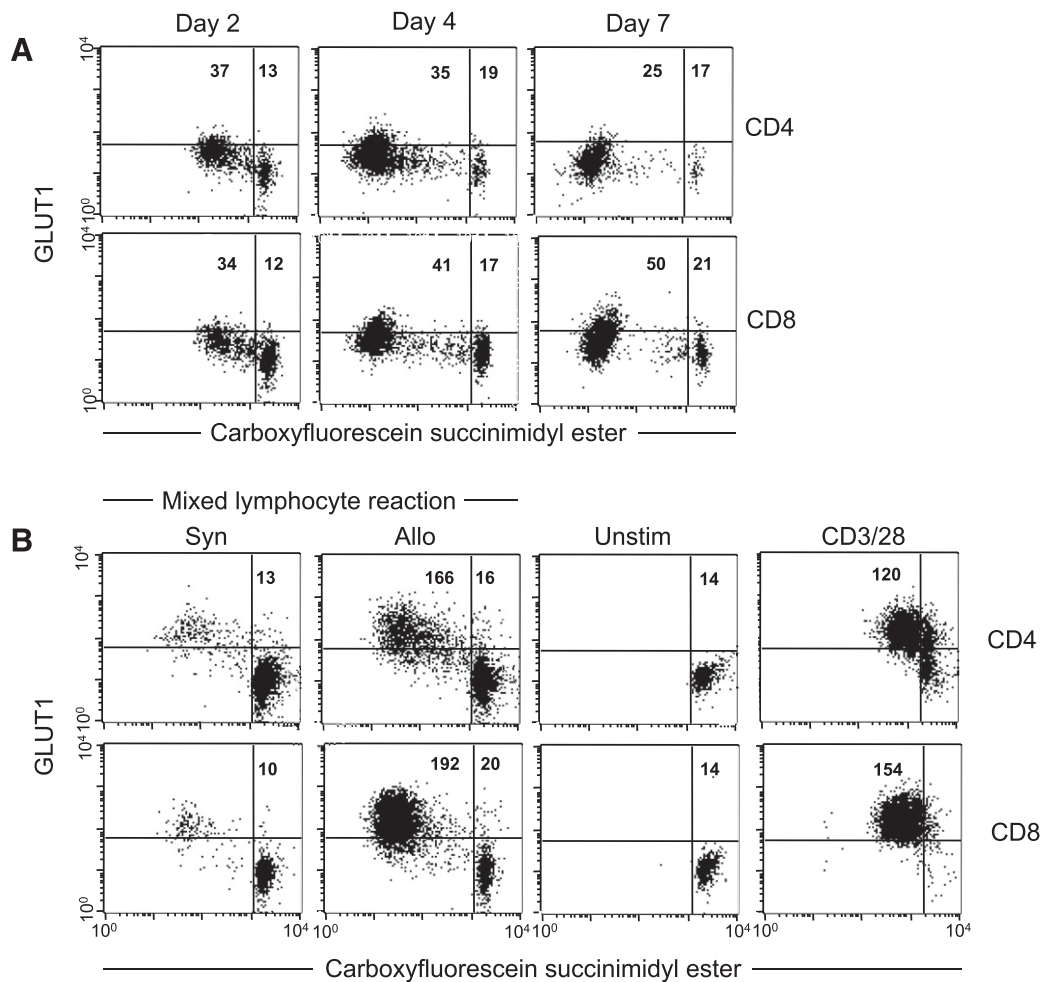 A
Day 2
Day 4
Day 7
10⁴
37 13
35 19
25 17
CD4
10⁰
GLUT1
10⁴
34 12
41 17
50 21
CD8
10⁰
Carboxyfluorescein succinimidyl ester
Mixed lymphocyte reaction
B
Syn
Allo
Unstim
CD3/28
10⁴
13
166 16
14
120
CD4
10⁰
GLUT1
10⁴
10
192 20
14
154
CD8
10⁰
10⁰ 10⁴ 10⁰ 10⁴ 10⁰ 10⁴ 10⁰ 10⁴
Carboxyfluorescein succinimidyl ester